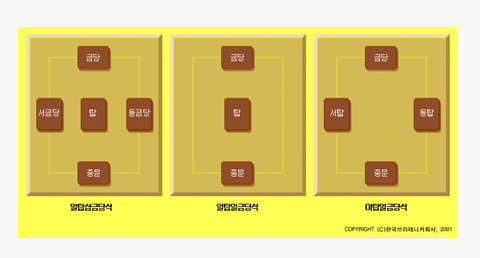 금당
서금당
탑
동금당
중문
일탑삼금당식
금당
탑
중문
일탑일금당식
금당
서탑
동탑
중문
이탑일금당식
COPYRIGHT (C)한국브리태니커회사, 2001